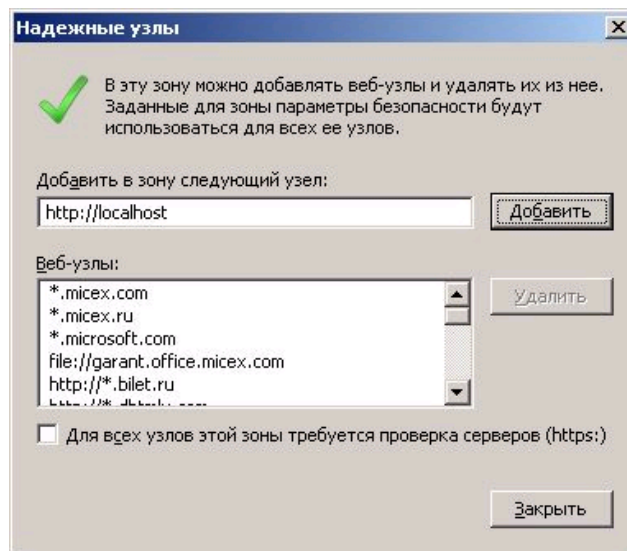 Надежные узлы
В эту зону можно добавлять веб-узлы и удалять их из нее.
Заданные для зоны параметры безопасности будут
использоваться для всех ее узлов.
Добавить в зону следующий узел:
http://localhost
Добавить
Веб-узлы:
*.micex.com
*.micex.ru
*.microsoft.com
file://garant.office.micex.com
http://*.bilet.ru
Удалить
Для всех узлов этой зоны требуется проверка серверов (https:)
Закрыть